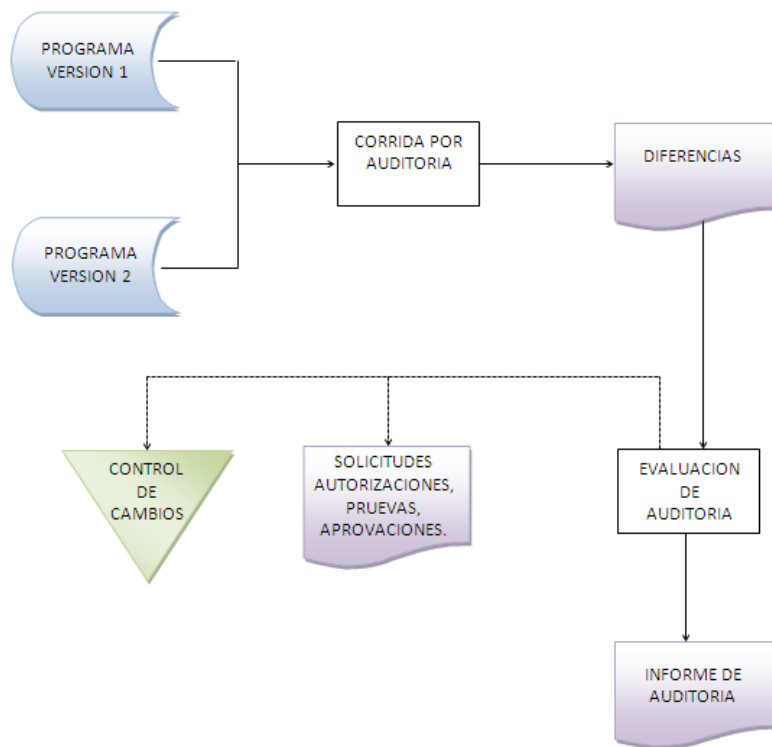 PROGRAMA
VERSION 1
CORRIDA POR
AUDITORIA
DIFERENCIAS
PROGRAMA
VERSION 2
CONTROL
DE
CAMBIOS
SOLICITUDES
AUTORIZACIONES,
PRUEBAS,
APROVACIONES.
EVALUACION
DE
AUDITORIA
INFORME DE
AUDITORIA